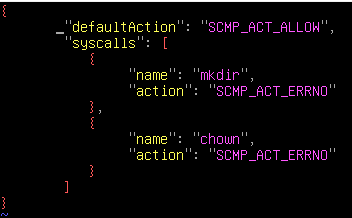 {
        "defaultAction": "SCMP_ACT_ALLOW",
        "syscalls": [
            {
                "name": "mkdir",
                "action": "SCMP_ACT_ERRNO"
            },
            {
                "name": "chown",
                "action": "SCMP_ACT_ERRNO"
            }
        ]
}
~